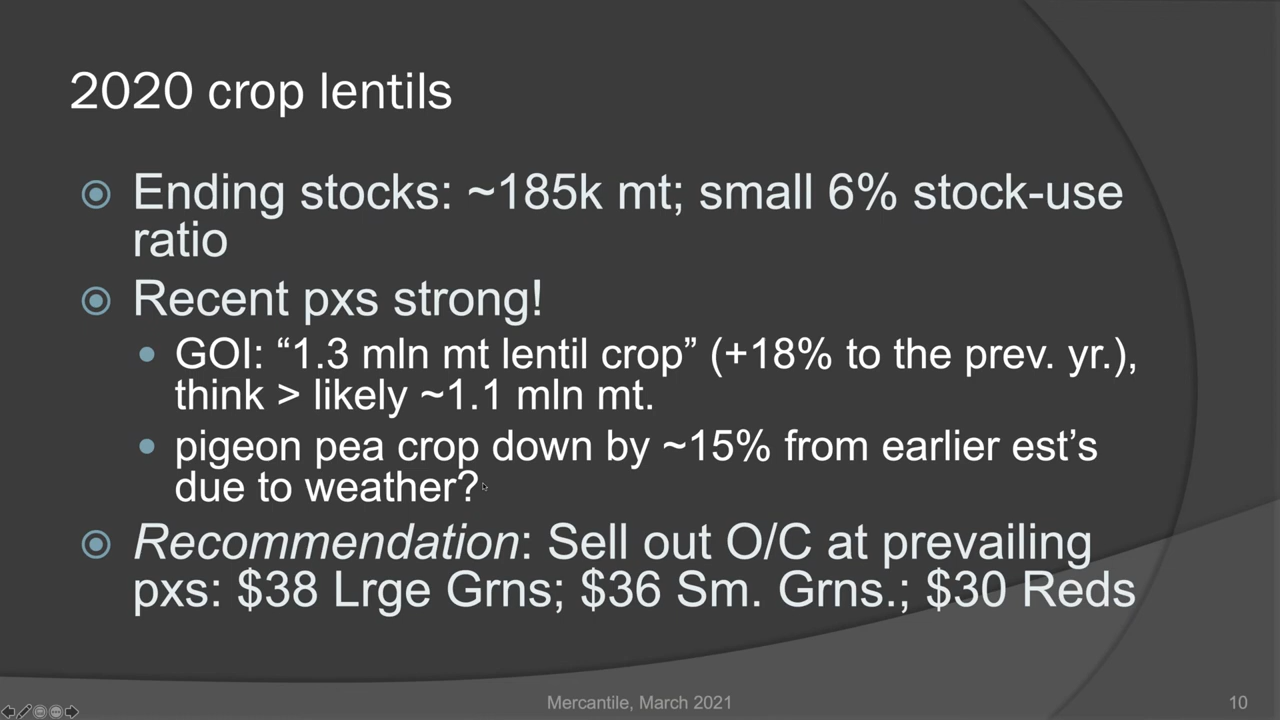 2020 crop lentils
Ending stocks: ~185k mt; small 6% stock-use
ratio
Recent pxs strong!
GOI: “1.3 mln mt lentil crop” (+18% to the prev. yr.),
think > likely ~1.1 mln mt.
pigeon pea crop down by ~15% from earlier est’s
due to weather?
Recommendation: Sell out O/C at prevailing
pxs: $38 Lrge Grns; $36 Sm. Grns.; $30 Reds
Mercantile, March 2021
10